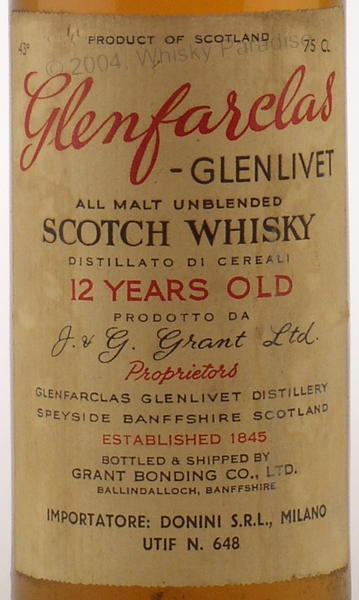 PRODUCT OF SCOTLAND
43° 75 CL
© 2004, Whisky Paradise
Glenfarclas
-GLENLIVET
ALL MALT UNBLENDED
SCOTCH WHISKY
DISTILLATO DI CEREALI
12 YEARS OLD
PRODOTTO DA
J. & G. Grant Ltd.
Proprietors
GLENFARCLAS GLENLIVET DISTILLERY
SPEYSIDE BANFFSHIRE SCOTLAND
ESTABLISHED 1845
BOTTLED & SHIPPED BY
GRANT BONDING CO., LTD.
BALLINDALLOCH, BANFFSHIRE
IMPORTATORE: DONINI S.R.L., MILANO
UTIF N. 648